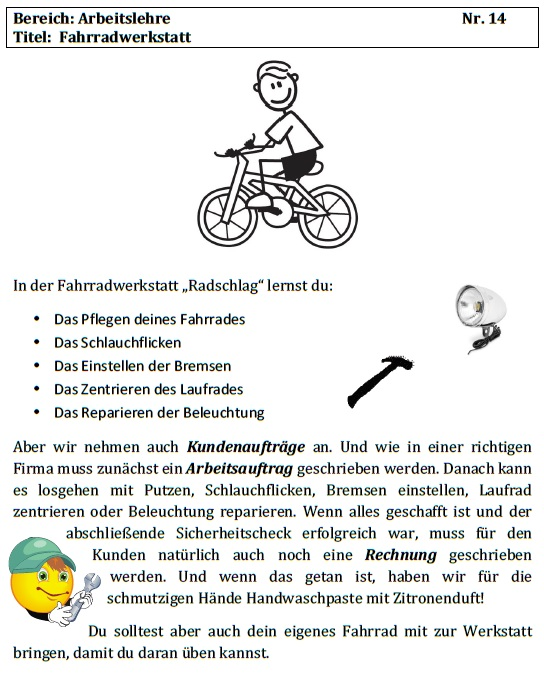 Bereich: Arbeitslehre Nr. 14
Titel: Fahrradwerkstatt
In der Fahrradwerkstatt „Radschlag“ lernst du:
• Das Pflegen deines Fahrrades
• Das Schlauchflicken
• Das Einstellen der Bremsen
• Das Zentrieren des Laufrades
• Das Reparieren der Beleuchtung
Aber wir nehmen auch Kundenaufträge an. Und wie in einer richtigen
Firma muss zunächst ein Arbeitsauftrag geschrieben werden. Danach kann
es losgehen mit Putzen, Schlauchflicken, Bremsen einstellen, Laufrad
zentrieren oder Beleuchtung reparieren. Wenn alles geschafft ist und der
abschließende Sicherheitscheck erfolgreich war, muss für den
Kunden natürlich auch noch eine Rechnung geschrieben
werden. Und wenn das getan ist, haben wir für die
schmutzigen Hände Handwaschpaste mit Zitronenduft!
Du solltest aber auch dein eigenes Fahrrad mit zur Werkstatt
bringen, damit du daran üben kannst.